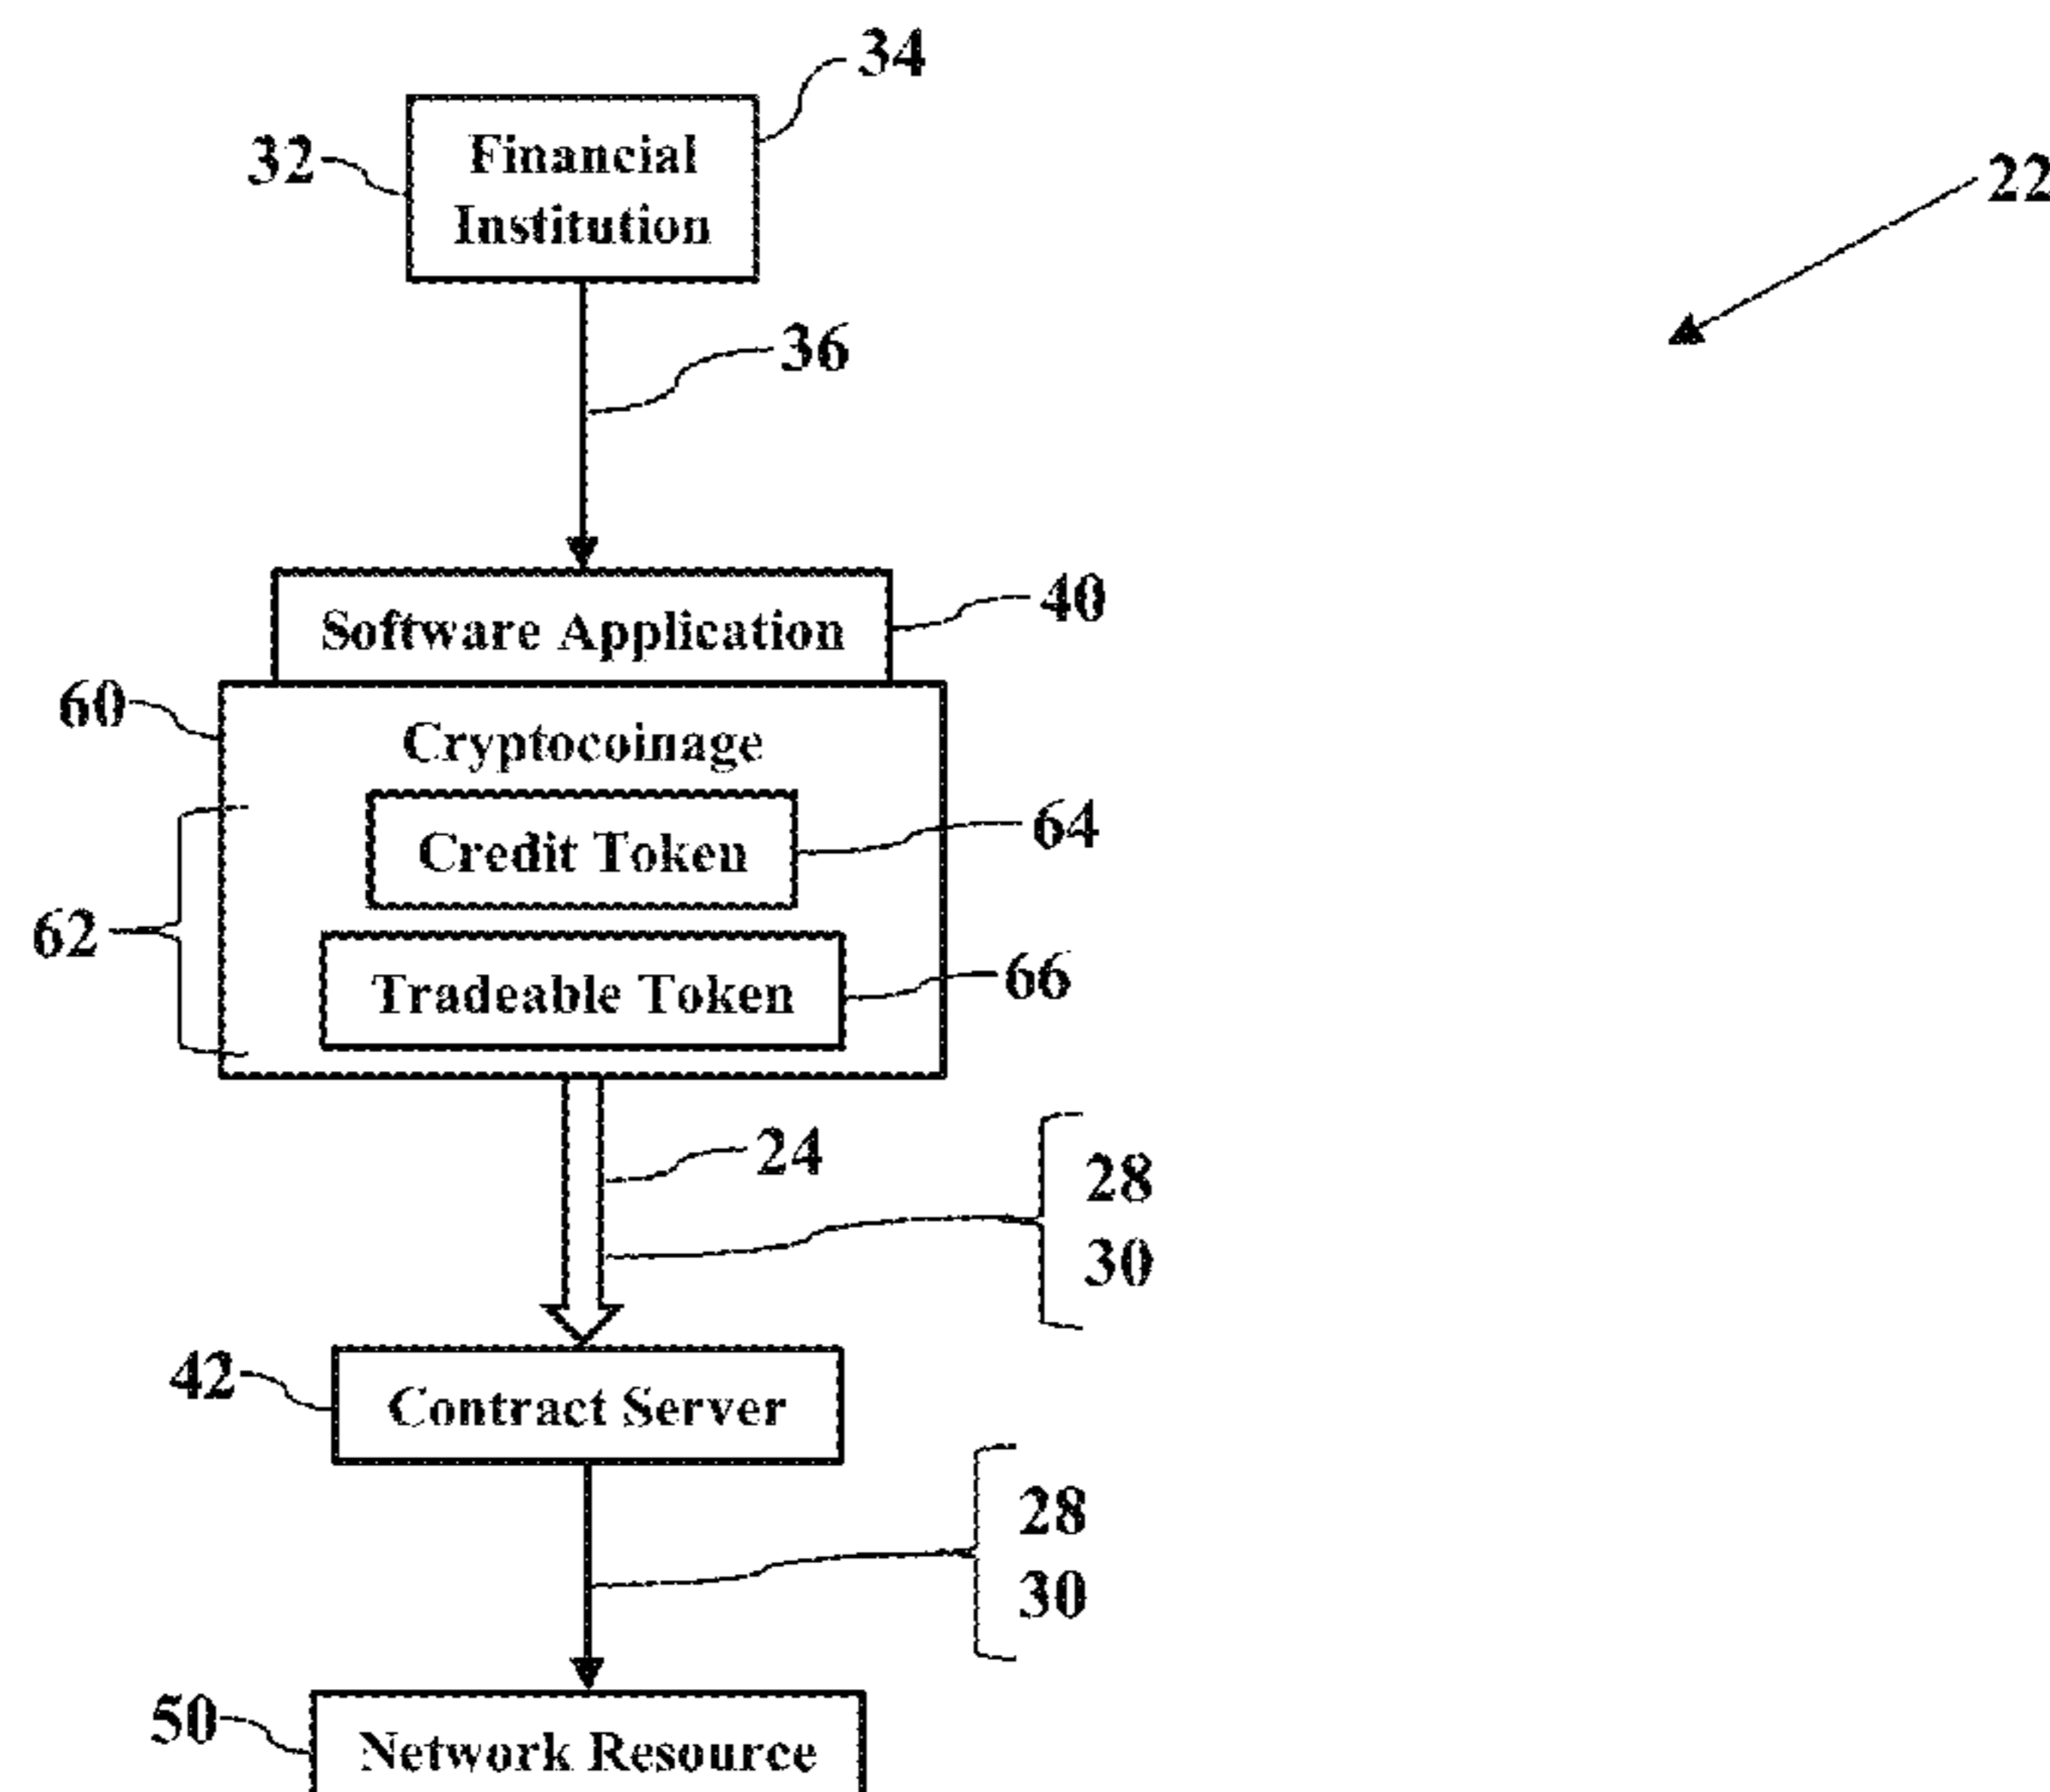 34
32
Financial
Institution
22
36
Software Application
40
60
Cryptocoinage
Credit Token
64
62
Tradeable Token
66
24
28
30
42
Contract Server
28
30
50
Network Resource